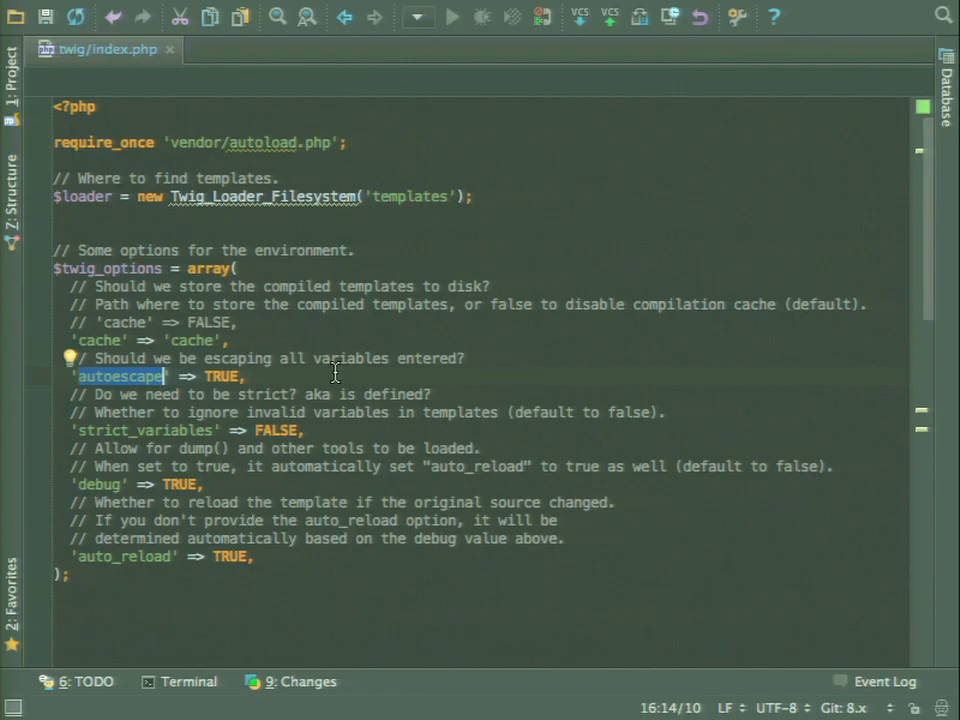 VCS VCS
twig/index.php
1: Project
Z: Structure
2: Favorites
Database
<?php
require_once 'vendor/autoload.php';
// Where to find templates.
$loader = new Twig_Loader_Filesystem('templates');
// Some options for the environment.
$twig_options = array(
// Should we store the compiled templates to disk?
// Path where to store the compiled templates, or false to disable compilation cache (default).
// 'cache' => FALSE,
'cache' => 'cache',
/ Should we be escaping all variables entered?
'autoescape' => TRUE,
// Do we need to be strict? aka is defined?
// Whether to ignore invalid variables in templates (default to false).
'strict_variables' => FALSE,
// Allow for dump() and other tools to be loaded.
// When set to true, it automatically set "auto_reload" to true as well (default to false).
'debug' => TRUE,
// Whether to reload the template if the original source changed.
// If you don't provide the auto_reload option, it will be
// determined automatically based on the debug value above.
'auto_reload' => TRUE,
);
6: TODO Terminal 9: Changes Event Log
16:14/10 LF UTF-8 Git: 8.x